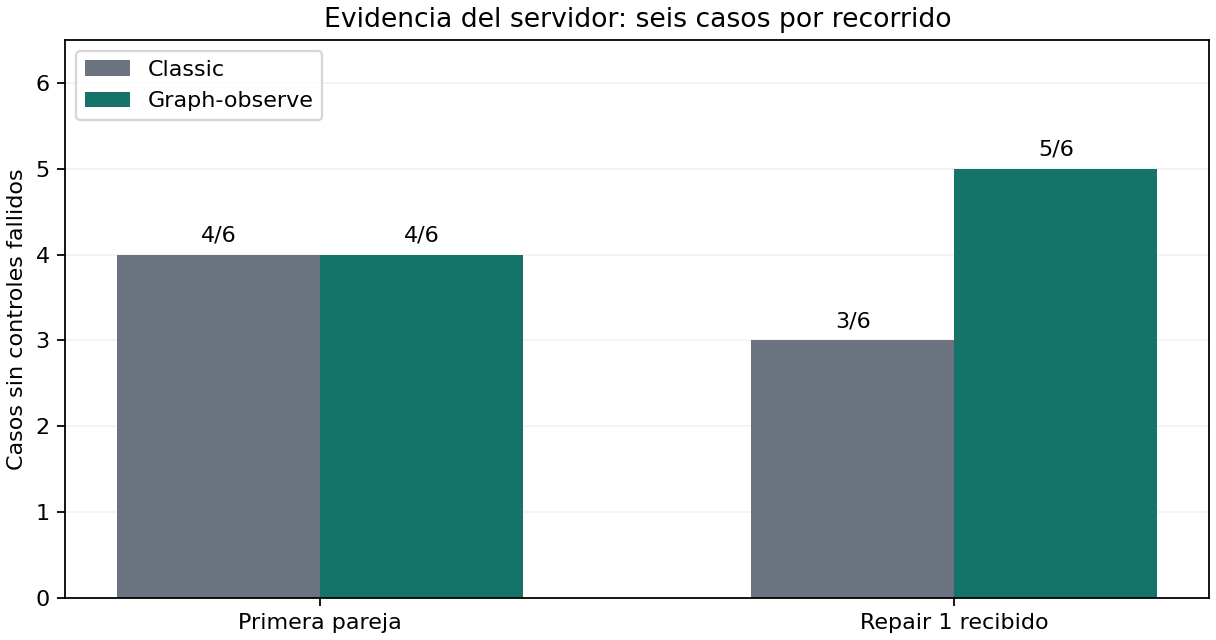 Evidencia del servidor: seis casos por recorrido
Classic
Graph-observe
Casos sin controles fallidos
6
5
4
3
2
1
0
4/6
4/6
3/6
5/6
Primera pareja
Repair 1 recibido